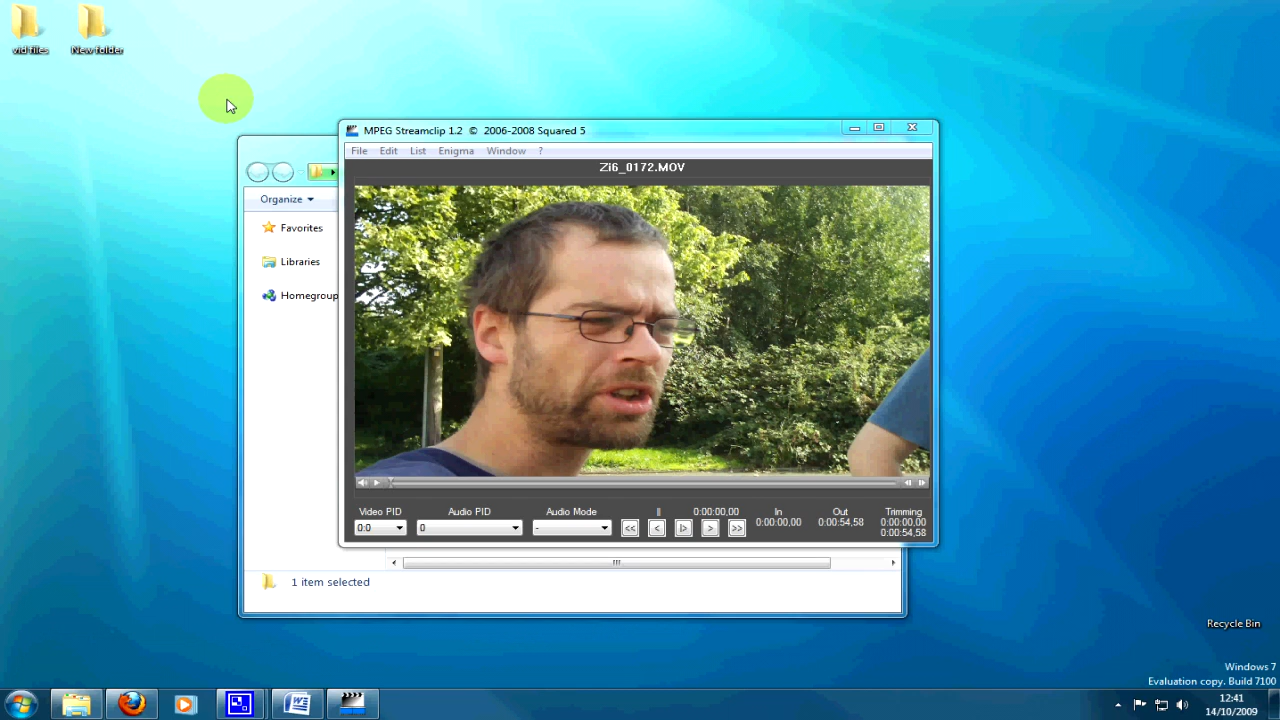 vid files
New folder
MPEG Streamclip 1.2 © 2006-2008 Squared 5
File Edit List Enigma Window ?
Zi6_0172.MOV
Organize
Favorites
Libraries
Homegroup
Video PID Audio PID Audio Mode || 0:00:00,00 In Out Trimming
0:00:00,00 0:00:54,58 0:00:00,00
0:00:54,58
0:0 0 - << < |> > >>
1 item selected
Recycle Bin
Windows 7
Evaluation copy. Build 7100
12:41
14/10/2009